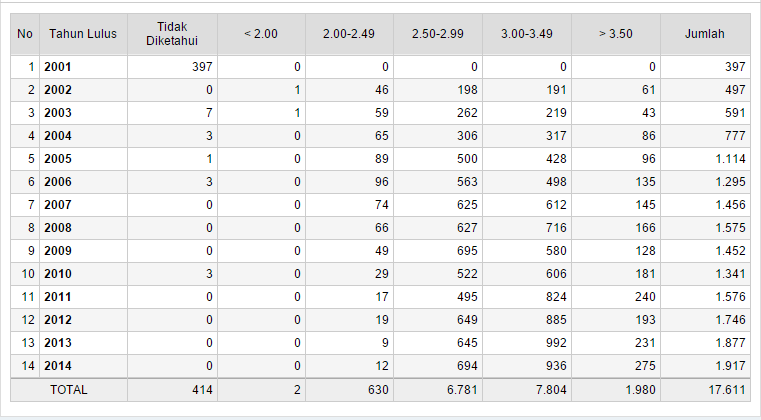 No Tahun Lulus Tidak Diketahui < 2.00 2.00-2.49 2.50-2.99 3.00-3.49 > 3.50 Jumlah
1 2001 397 0 0 0 0 0 397
2 2002 0 1 46 198 191 61 497
3 2003 7 1 59 262 219 43 591
4 2004 3 0 65 306 317 86 777
5 2005 1 0 89 500 428 96 1.114
6 2006 3 0 96 563 498 135 1.295
7 2007 0 0 74 625 612 145 1.456
8 2008 0 0 66 627 716 166 1.575
9 2009 0 0 49 695 580 128 1.452
10 2010 3 0 29 522 606 181 1.341
11 2011 0 0 17 495 824 240 1.576
12 2012 0 0 19 649 885 193 1.746
13 2013 0 0 9 645 992 231 1.877
14 2014 0 0 12 694 936 275 1.917
TOTAL 414 2 630 6.781 7.804 1.980 17.611